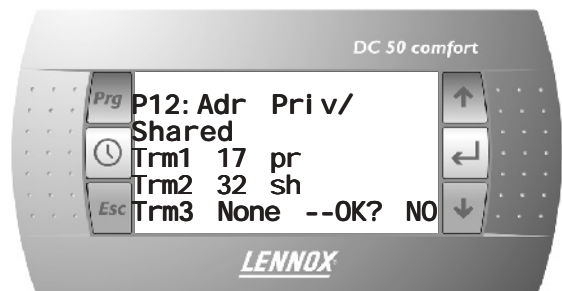 DC 50 comfort
Prg
P12: Adr Priv/
Shared
Trm1 17 pr
Trm2 32 sh
Esc
Trm3 None --OK? NO
LENNOX